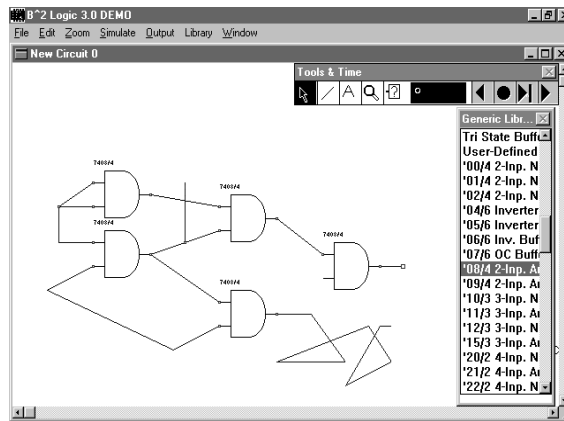 B^2 Logic 3.0 DEMO
File Edit Zoom Simulate Output Library Window
New Circuit 0
Tools & Time
A
Generic Libr...
Tri State Buff
User-Defined
'00/4 2-Inp. N
'01/4 2-Inp. N
'02/4 2-Inp. N
'04/6 Inverter
'05/6 Inverter
'06/6 Inv. Buf
'07/6 OC Buff
'08/4 2-Inp. A
'09/4 2-Inp. A
'10/3 3-Inp. N
'11/3 3-Inp. A
'12/3 3-Inp. N
'15/3 3-Inp. A
'20/2 4-Inp. N
'21/2 4-Inp. A
'22/2 4-Inp. N
7408/4
7408/4
7408/4
7408/4
7408/4